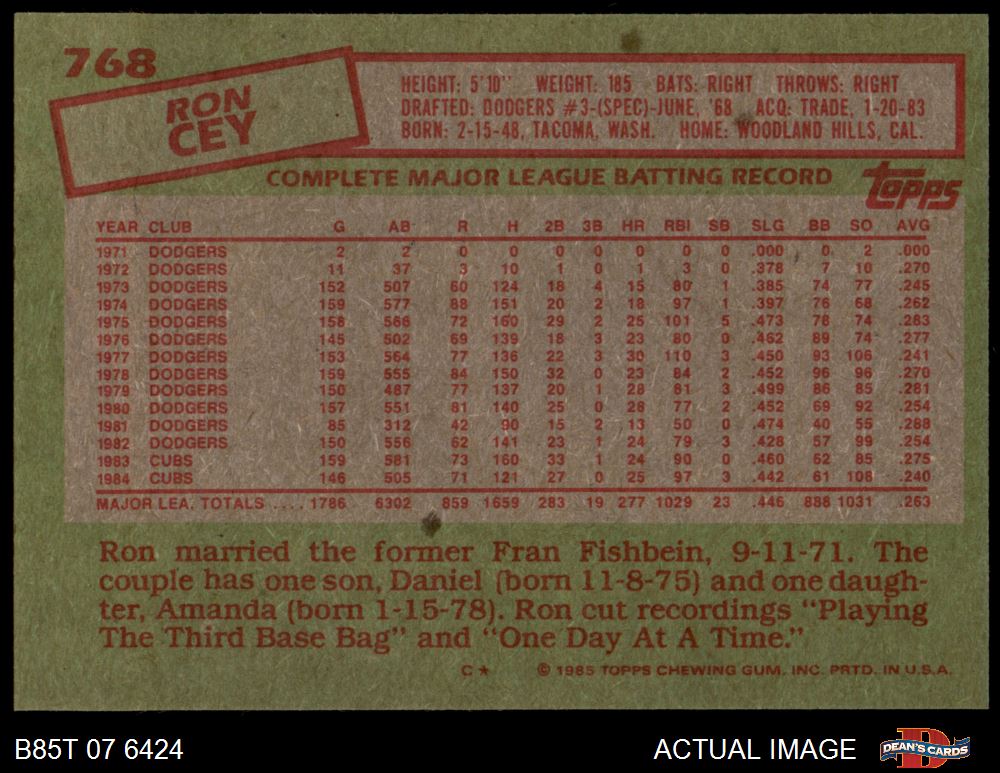 768
RON
CEY
HEIGHT: 5'10" WEIGHT: 185 BATS: RIGHT THROWS: RIGHT
DRAFTED: DODGERS #3-(SPEC)-JUNE, '68 ACQ: TRADE, 1-20-83
BORN: 2-15-48, TACOMA, WASH. HOME: WOODLAND HILLS, CAL.
COMPLETE MAJOR LEAGUE BATTING RECORD
topps
YEAR CLUB G AB R H 2B 3B HR RBI SB SLG BB SO AVG
1971 DODGERS 2 2 0 0 0 0 0 0 0 .000 0 2 .000
1972 DODGERS 11 37 3 10 1 0 1 3 0 .378 7 10 .270
1973 DODGERS 152 507 60 124 18 4 15 80 1 .385 74 77 .245
1974 DODGERS 159 577 88 151 20 2 18 97 1 .397 76 68 .262
1975 DODGERS 158 566 72 160 29 2 25 101 5 .473 78 74 .283
1976 DODGERS 145 502 69 139 18 3 23 80 0 .462 89 74 .277
1977 DODGERS 153 564 77 136 22 3 30 110 3 .450 93 106 .241
1978 DODGERS 159 555 84 150 32 0 23 84 2 .452 96 96 .270
1979 DODGERS 150 487 77 137 20 1 28 81 3 .499 86 85 .281
1980 DODGERS 157 551 81 140 25 0 28 77 2 .452 69 92 .254
1981 DODGERS 85 312 42 90 15 2 13 50 0 .474 40 55 .288
1982 DODGERS 150 556 62 141 23 1 24 79 3 .428 57 99 .254
1983 CUBS 159 581 73 160 33 1 24 90 0 .460 62 85 .275
1984 CUBS 146 505 71 121 27 0 25 97 3 .442 61 108 .240
MAJOR LEA. TOTALS .... 1786 6302 859 1659 283 19 277 1029 23 .446 888 1031 .263
Ron married the former Fran Fishbein, 9-11-71. The
couple has one son, Daniel (born 11-8-75) and one daugh-
ter, Amanda (born 1-15-78). Ron cut recordings "Playing
The Third Base Bag" and "One Day At A Time."
C★ © 1985 TOPPS CHEWING GUM, INC. PRTD. IN U.S.A.
B85T 07 6424 ACTUAL IMAGE DEAN'S CARDS